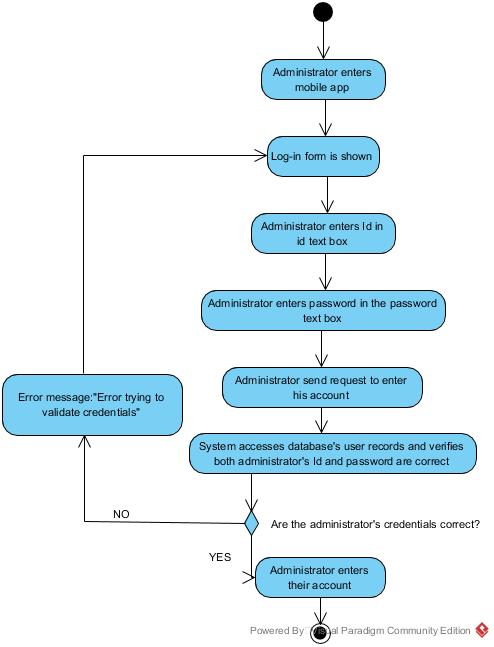 Administrator enters
mobile app
Log-in form is shown
Administrator enters Id in
id text box
Administrator enters password in the password
text box
Administrator send request to enter
his account
Error message:"Error trying to
validate credentials"
System accesses database's user records and verifies
both administrator's Id and password are correct
NO
Are the administrator's credentials correct?
YES
Administrator enters
their account
Powered By Visual Paradigm Community Edition